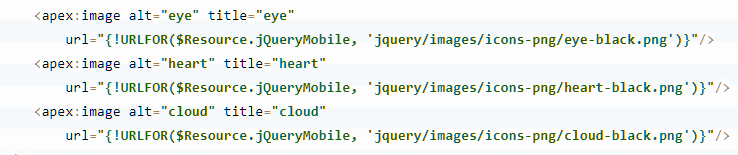 <apex:image alt="eye" title="eye"
url="{!URLFOR($Resource.jQueryMobile, 'jquery/images/icons-png/eye-black.png')}"/>
<apex:image alt="heart" title="heart"
url="{!URLFOR($Resource.jQueryMobile, 'jquery/images/icons-png/heart-black.png')}"/>
<apex:image alt="cloud" title="cloud"
url="{!URLFOR($Resource.jQueryMobile, 'jquery/images/icons-png/cloud-black.png')}"/>